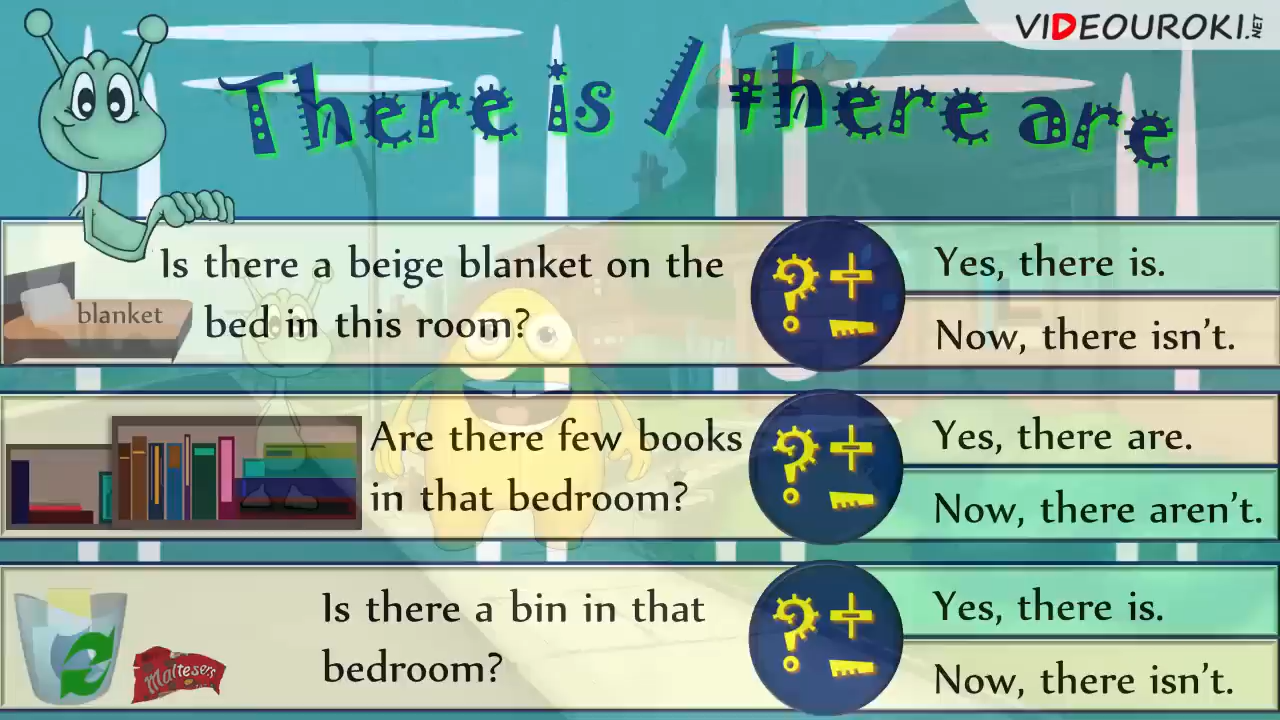 VIDEOUROKI.NET
There is / there are
Is there a beige blanket on the
bed in this room?
blanket
Yes, there is.
Now, there isn't.
Are there few books
in that bedroom?
Yes, there are.
Now, there aren't.
Is there a bin in that
bedroom?
Maltesers
Yes, there is.
Now, there isn't.